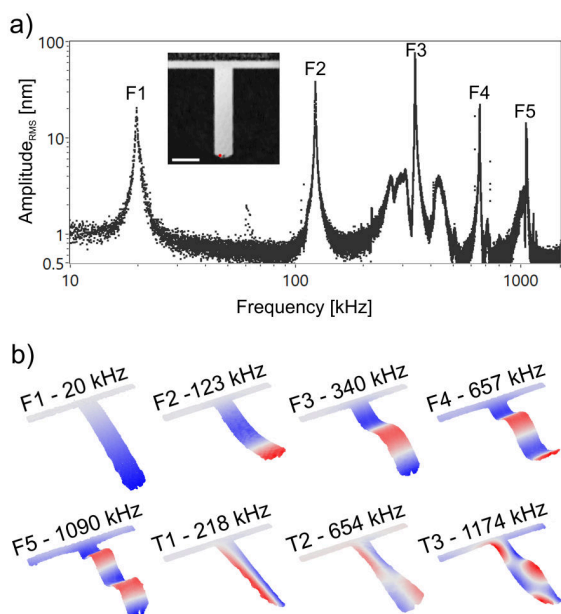 a)
100
10
1
0.5
Amplitude_RMS [nm]
F1
F2
F3
F4
F5
10
100
1000
Frequency [kHz]
b)
F1 - 20 kHz
F2 -123 kHz
F3 - 340 kHz
F4 - 657 kHz
F5 - 1090 kHz
T1 - 218 kHz
T2 - 654 kHz
T3 - 1174 kHz